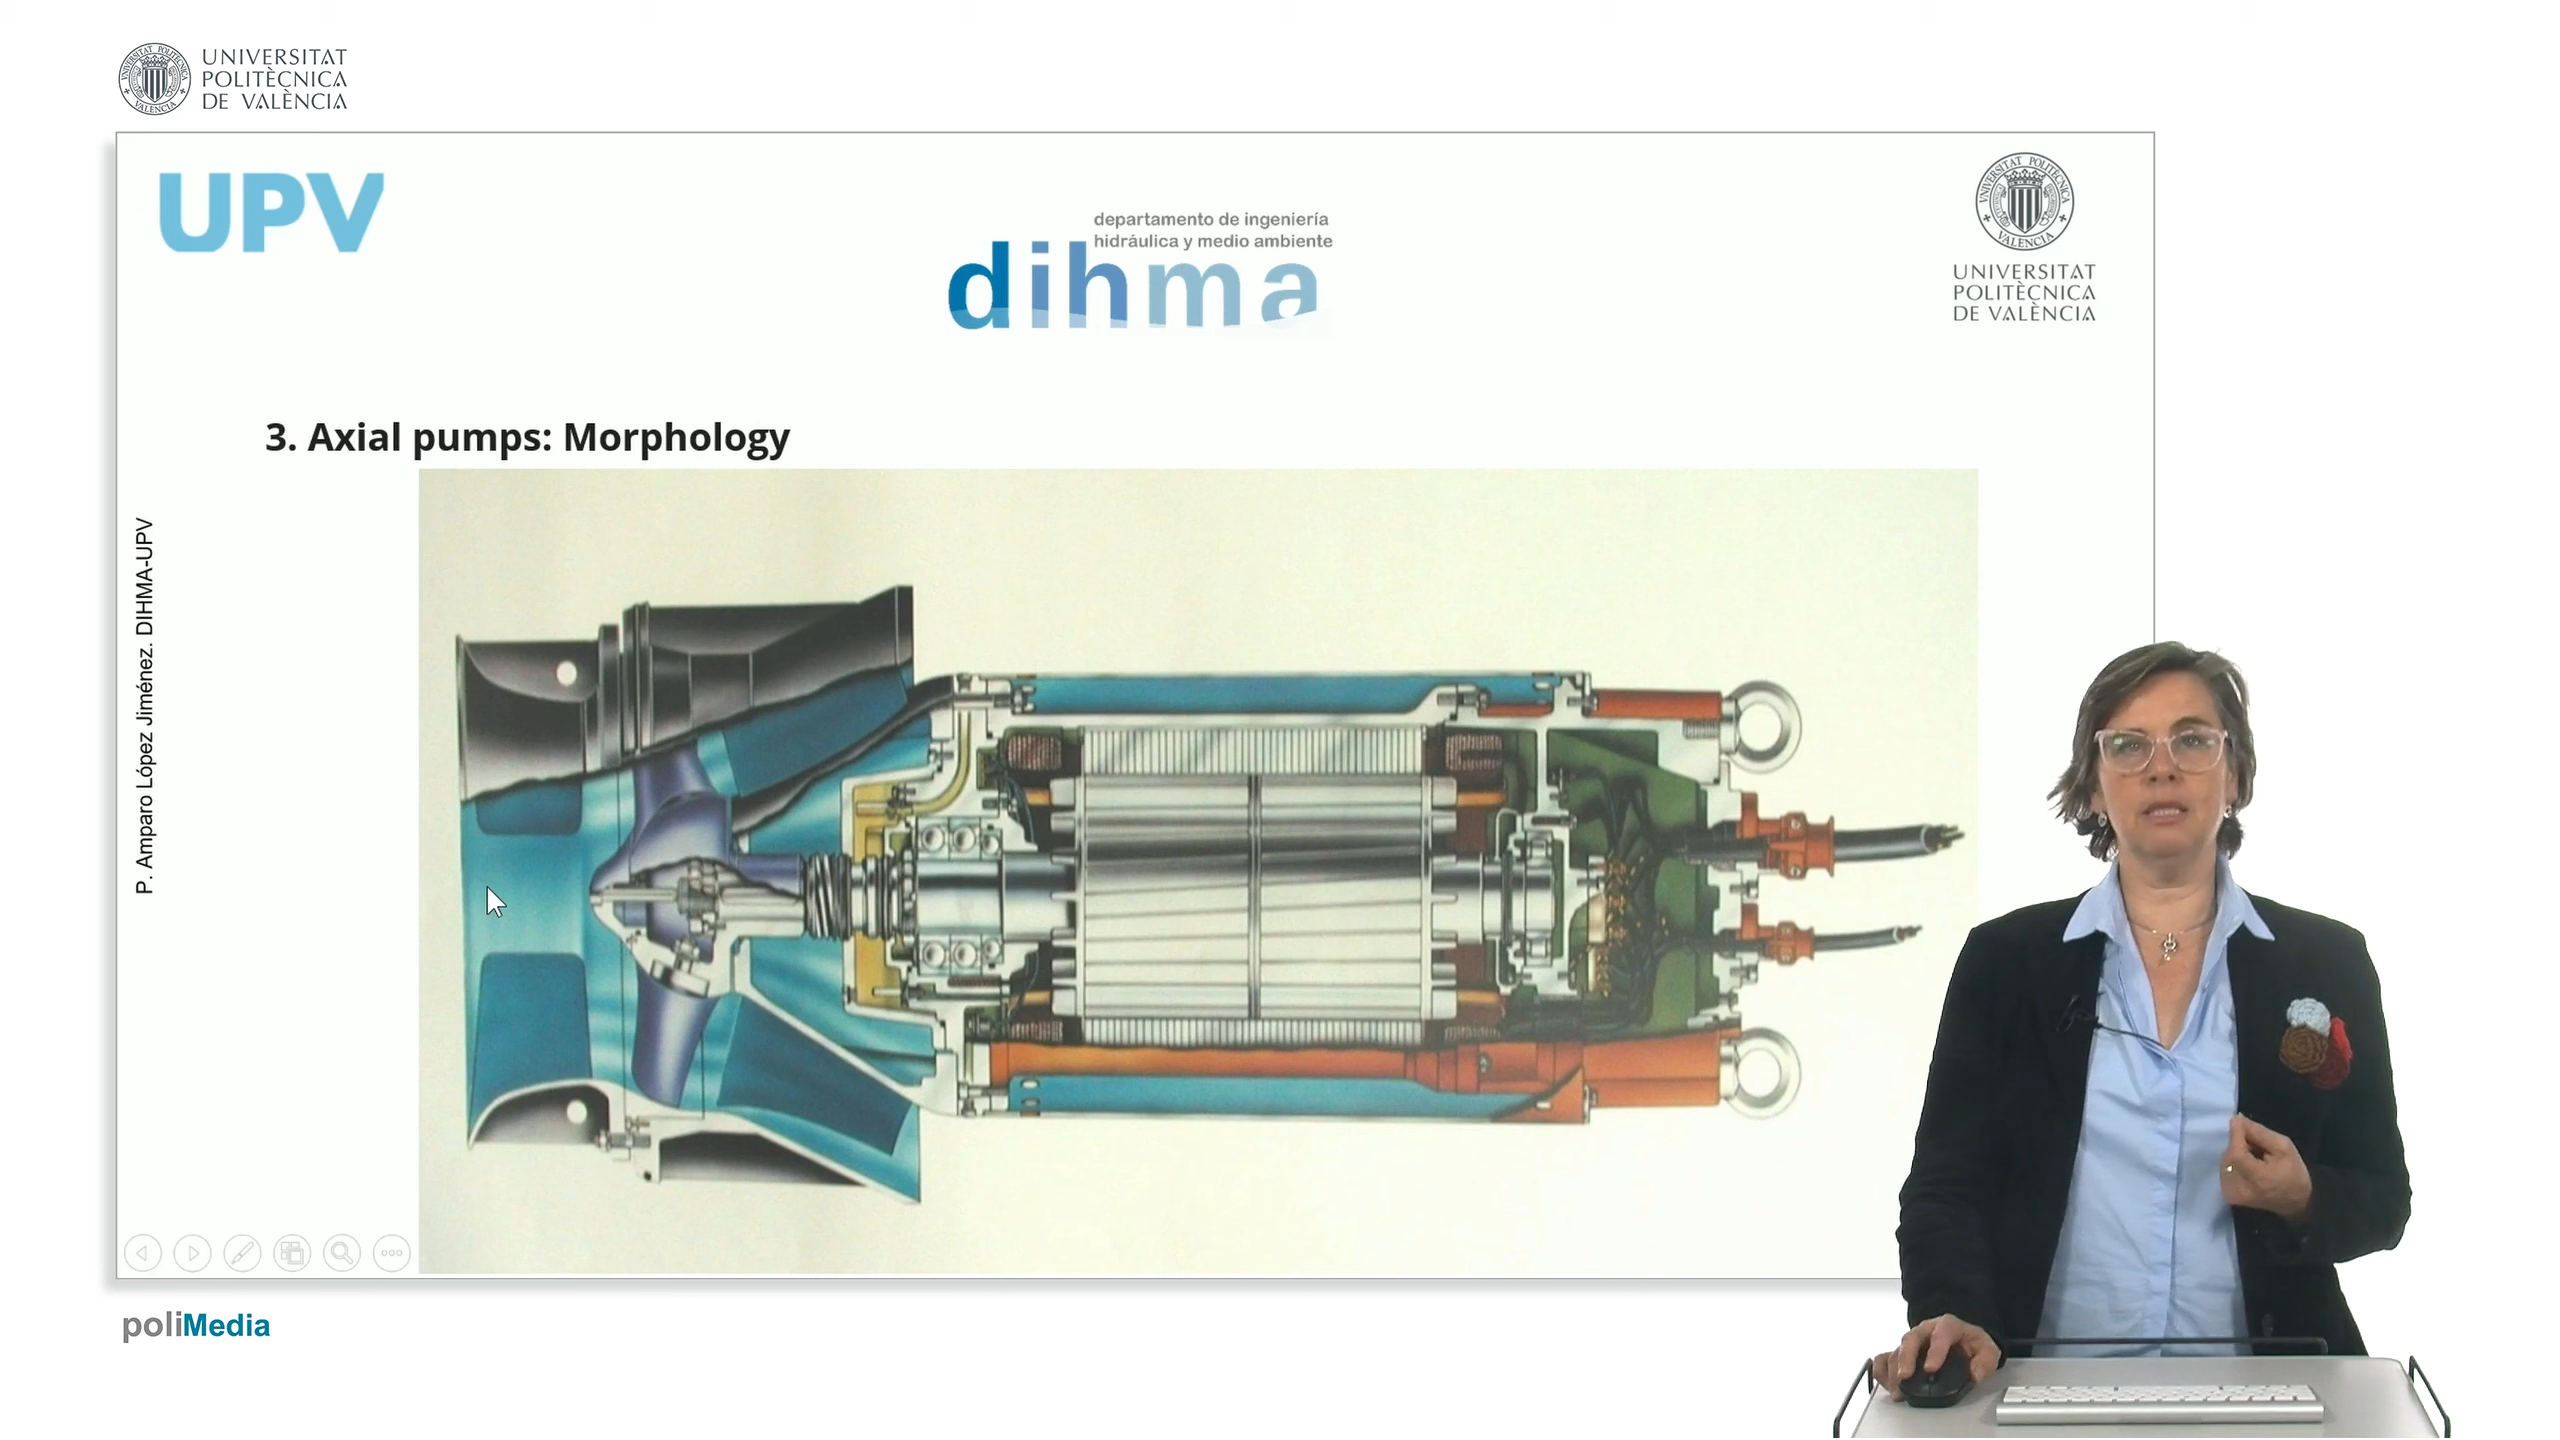 UNIVERSITAT
POLITÈCNICA
DE VALÈNCIA
UPV
departamento de ingeniería
hidráulica y medio ambiente
dihma
UNIVERSITAT
POLITÈCNICA
DE VALÈNCIA
3. Axial pumps: Morphology
P. Amparo López Jiménez. DIHMA-UPV
poliMedia